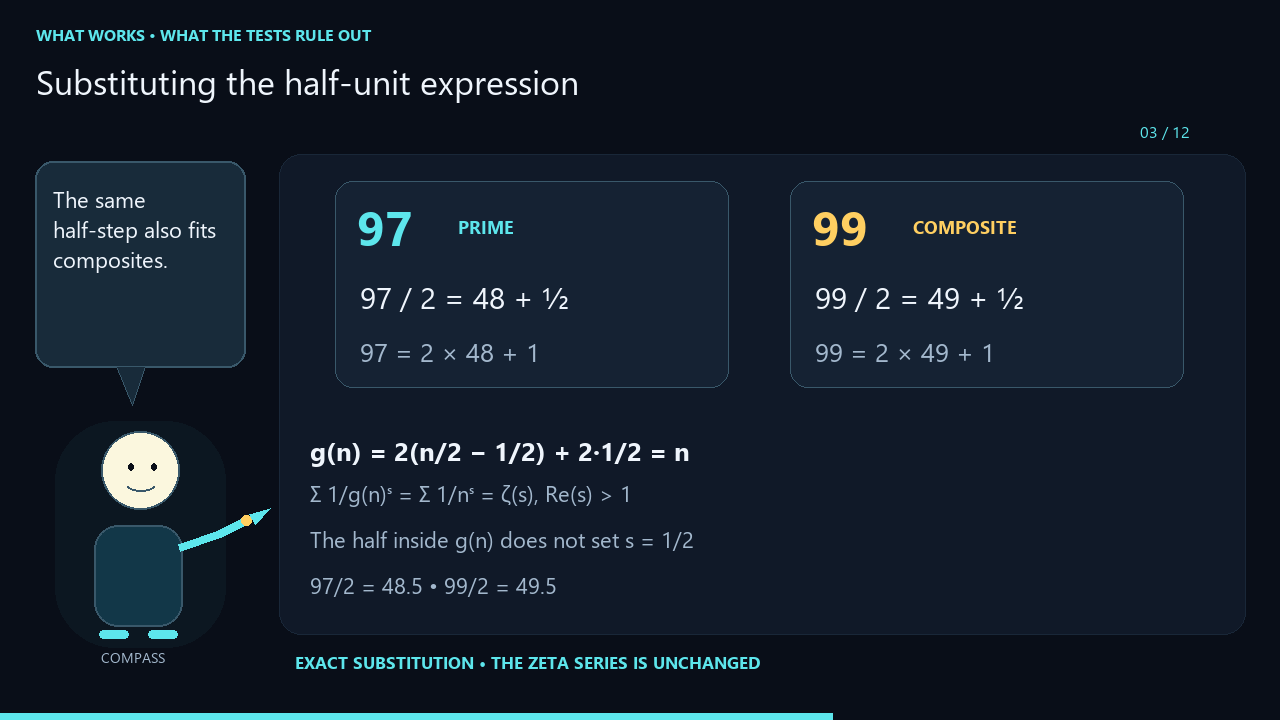 WHAT WORKS • WHAT THE TESTS RULE OUT
Substituting the half-unit expression
03 / 12
The same
half-step also fits
composites.
97 PRIME
97 / 2 = 48 + ½
97 = 2 × 48 + 1
99 COMPOSITE
99 / 2 = 49 + ½
99 = 2 × 49 + 1
g(n) = 2(n/2 − 1/2) + 2·1/2 = n
Σ 1/g(n)ˢ = Σ 1/nˢ = ζ(s), Re(s) > 1
The half inside g(n) does not set s = 1/2
97/2 = 48.5 • 99/2 = 49.5
COMPASS
EXACT SUBSTITUTION • THE ZETA SERIES IS UNCHANGED